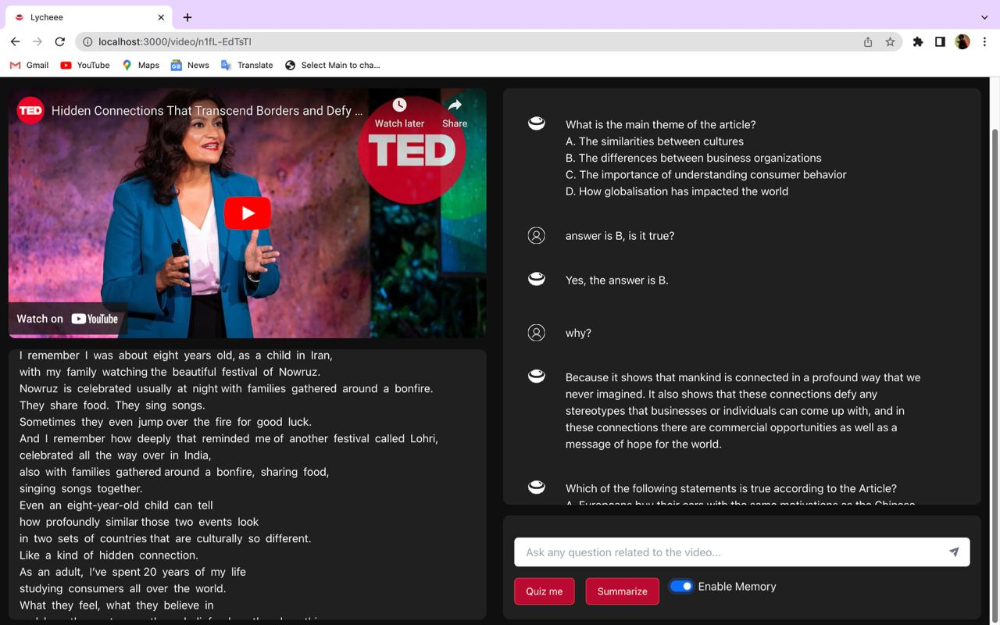 Lycheee
localhost:3000/video/n1fL-EdTsTI
Gmail
YouTube
Maps
News
Translate
Select Main to cha...
TED
Hidden Connections That Transcend Borders and Defy ...
Watch later
Share
TED
Watch on YouTube
I remember I was about eight years old, as a child in Iran,
with my family watching the beautiful festival of Nowruz.
Nowruz is celebrated usually at night with families gathered around a bonfire.
They share food. They sing songs.
Sometimes they even jump over the fire for good luck.
And I remember how deeply that reminded me of another festival called Lohri,
celebrated all the way over in India,
also with families gathered around a bonfire, sharing food,
singing songs together.
Even an eight-year-old child can tell
how profoundly similar those two events look
in two sets of countries that are culturally so different.
Like a kind of hidden connection.
As an adult, I've spent 20 years of my life
studying consumers all over the world.
What they feel, what they believe in
What is the main theme of the article?
A. The similarities between cultures
B. The differences between business organizations
C. The importance of understanding consumer behavior
D. How globalisation has impacted the world
answer is B, is it true?
Yes, the answer is B.
why?
Because it shows that mankind is connected in a profound way that we
never imagined. It also shows that these connections defy any
stereotypes that businesses or individuals can come up with, and in
these connections there are commercial opportunities as well as a
message of hope for the world.
Which of the following statements is true according to the Article?
A. Europeans buy their cars with the same motivations as the Chinese
Ask any question related to the video...
Quiz me
Summarize
Enable Memory